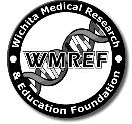 Wichita Medical Research
WMREF
& Education Foundation